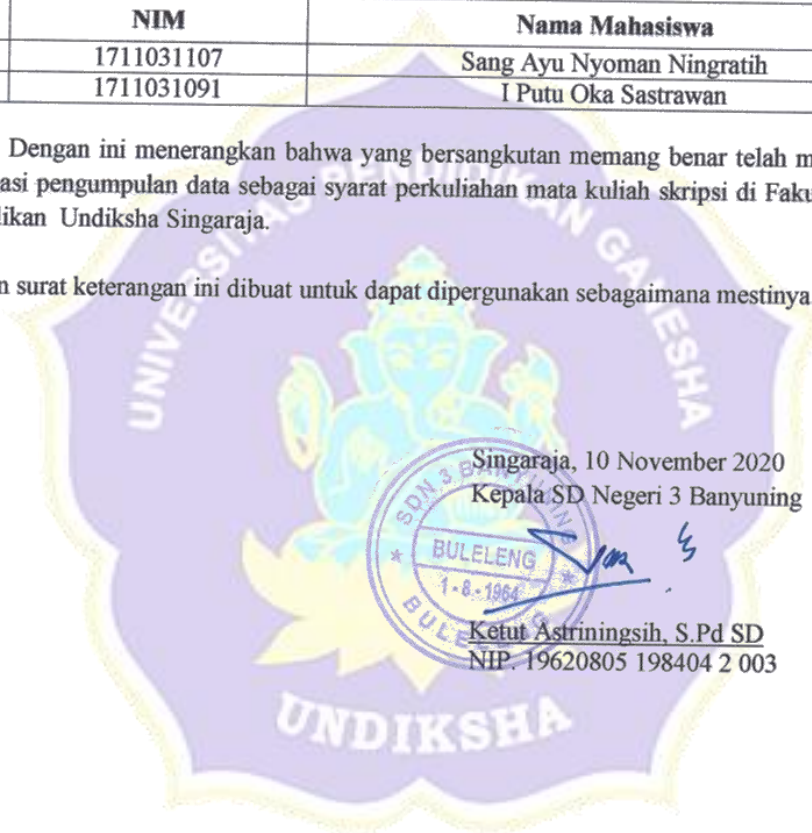 NIM Nama Mahasiswa
1711031107 Sang Ayu Nyoman Ningratih
1711031091 I Putu Oka Sastrawan
Dengan ini menerangkan bahwa yang bersangkutan memang benar telah m
asi pengumpulan data sebagai syarat perkuliahan mata kuliah skripsi di Faku
likan Undiksha Singaraja.
n surat keterangan ini dibuat untuk dapat dipergunakan sebagaimana mestinya
UNIVERSITAS PENDIDIKAN GANESHA
Singaraja, 10 November 2020
Kepala SD Negeri 3 Banyuning
SDN 3 BANYUNING
BULELENG
1-8-1964
BULELENG
Ketut Astriningsih, S.Pd SD
NIP. 19620805 198404 2 003
UNDIKSHA